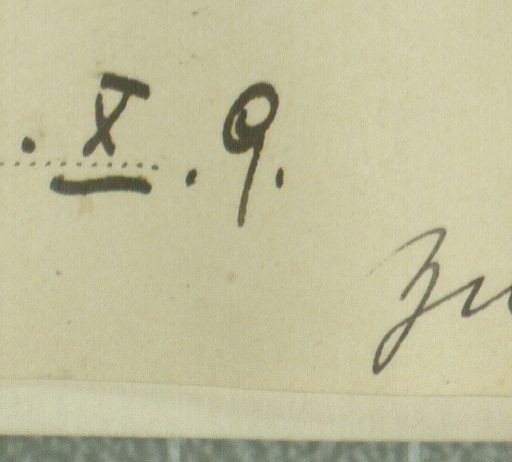 . X . 9.
zu